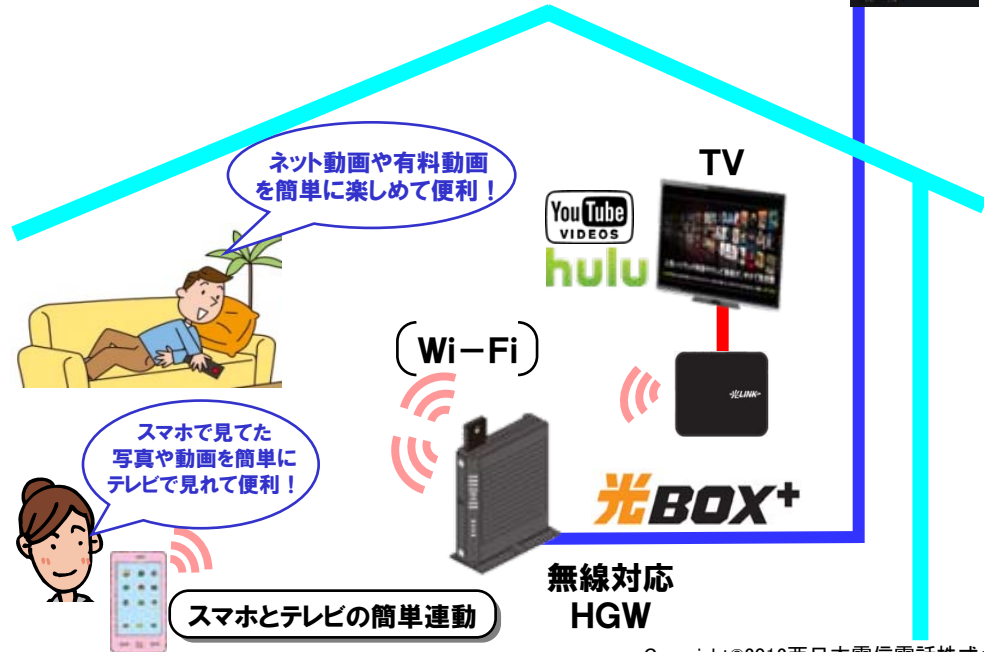 ネット動画や有料動画
を簡単に楽しめて便利！
TV
You Tube
VIDEOS
hulu
Wi－Fi
光LINK
スマホで見てた
写真や動画を簡単に
テレビで見れて便利！
光BOX+
無線対応
HGW
スマホとテレビの簡単連動